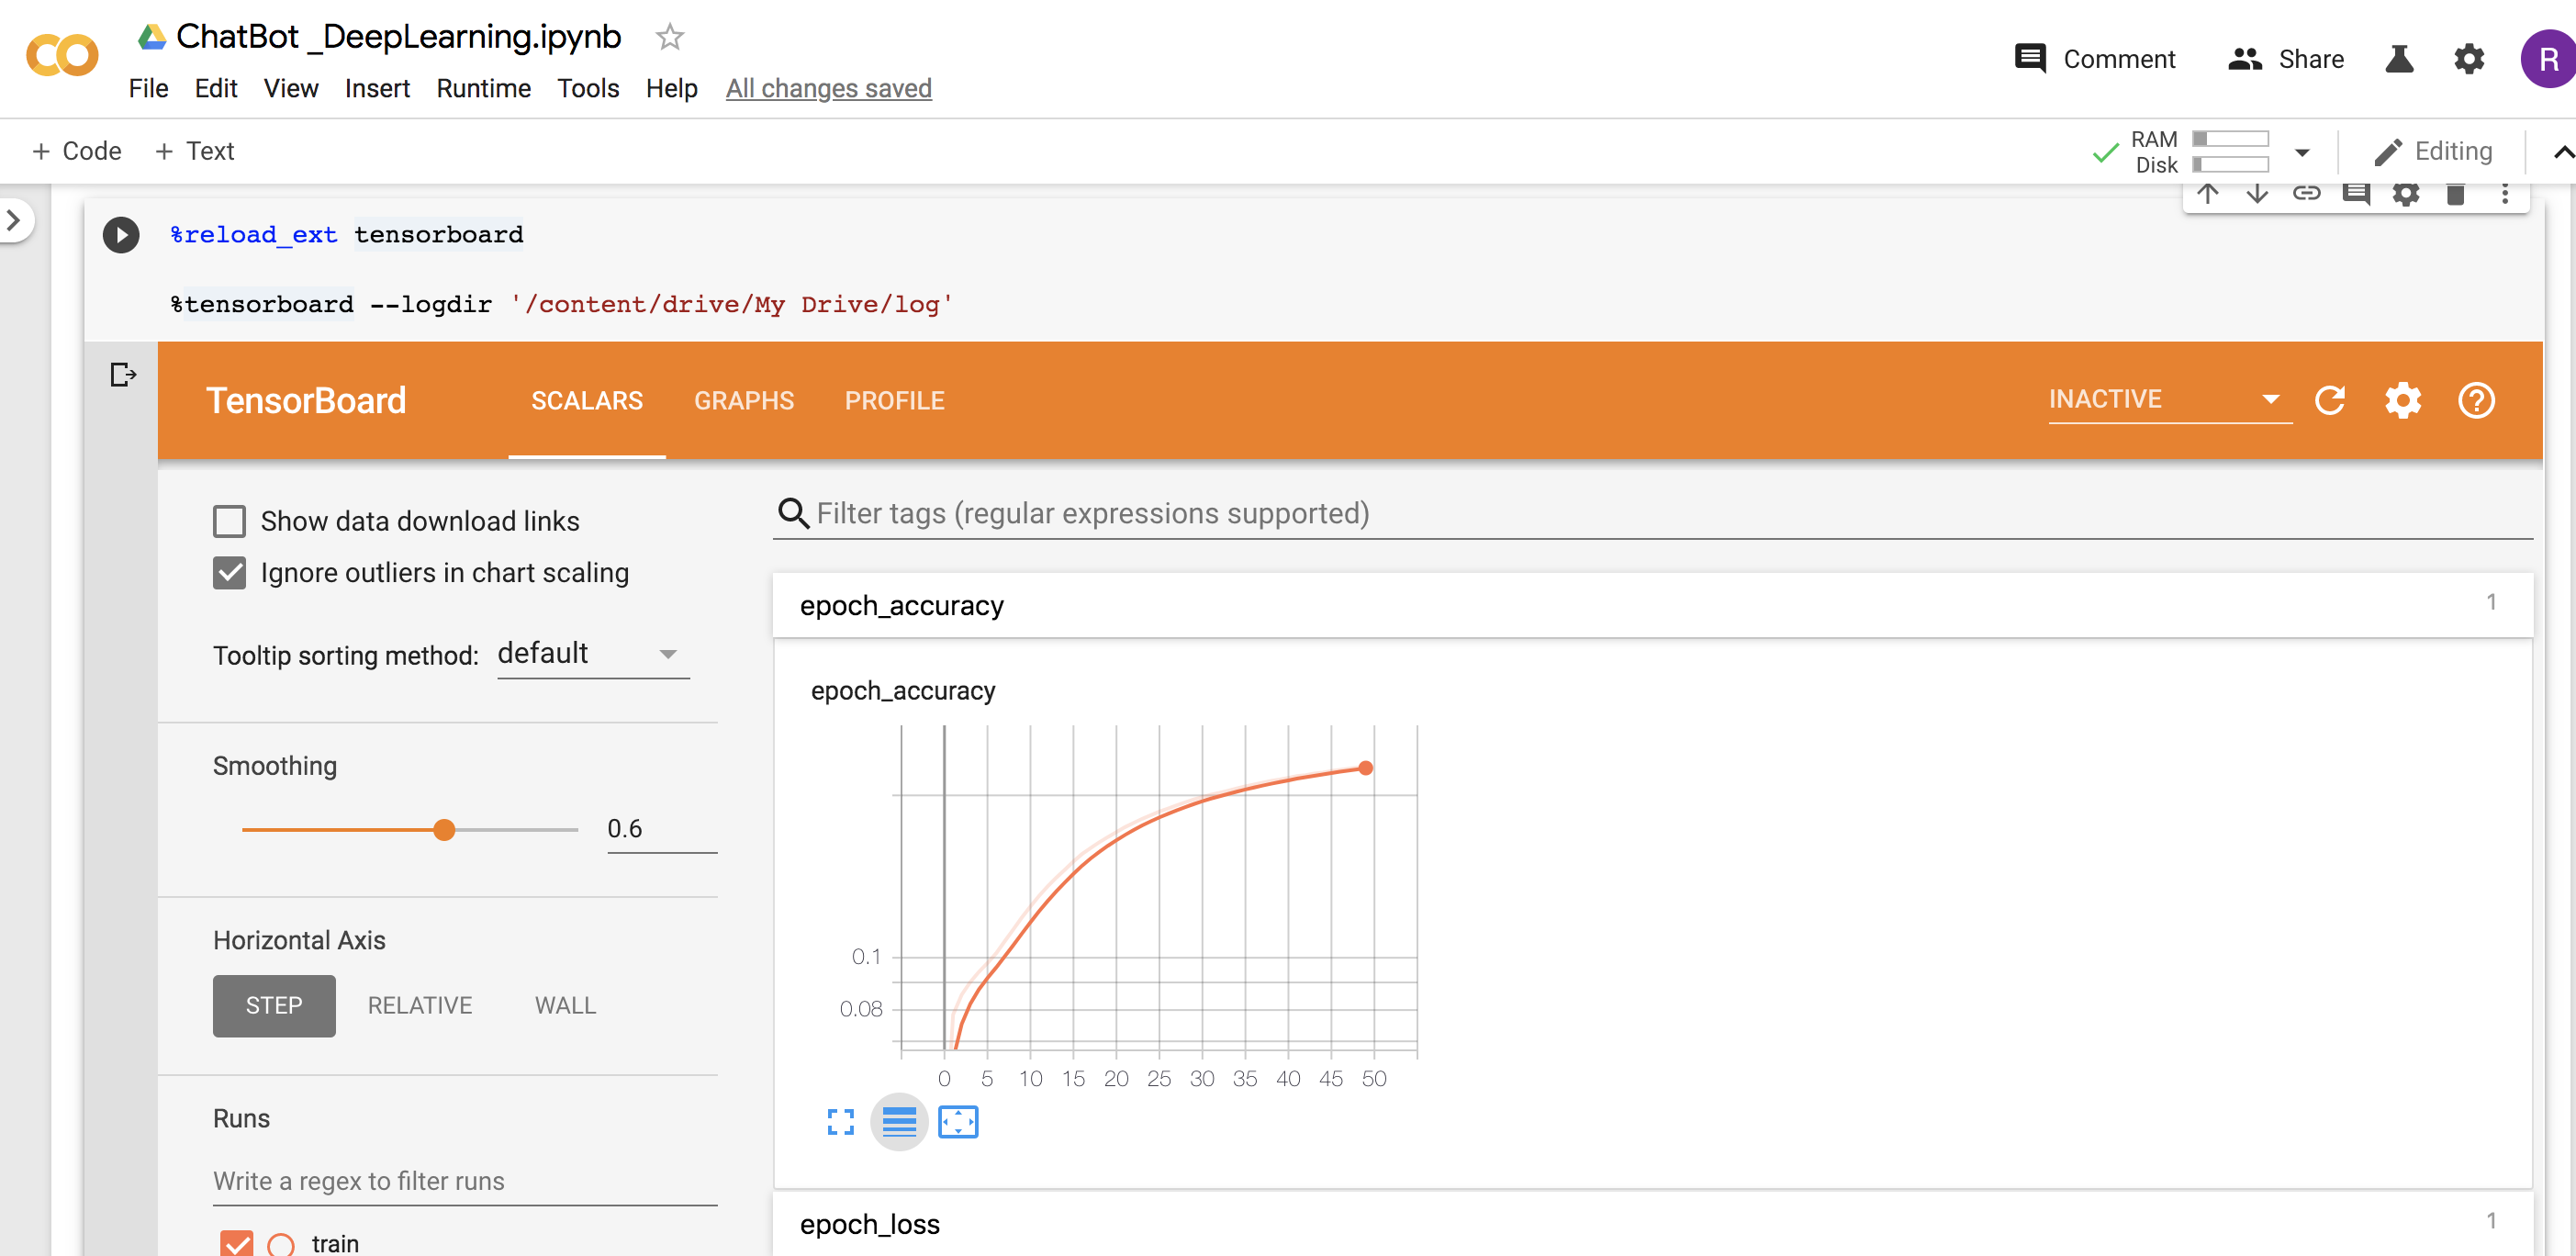 ChatBot _DeepLearning.ipynb
File Edit View Insert Runtime Tools Help All changes saved
Comment Share R
+ Code + Text
RAM
Disk
Editing
%reload_ext tensorboard
%tensorboard --logdir '/content/drive/My Drive/log'
TensorBoard SCALARS GRAPHS PROFILE INACTIVE
Show data download links
Ignore outliers in chart scaling
Tooltip sorting method: default
Smoothing
0.6
Horizontal Axis
STEP RELATIVE WALL
Runs
Write a regex to filter runs
train
Filter tags (regular expressions supported)
epoch_accuracy 1
epoch_accuracy
0.1
0.08
0 5 10 15 20 25 30 35 40 45 50
epoch_loss 1